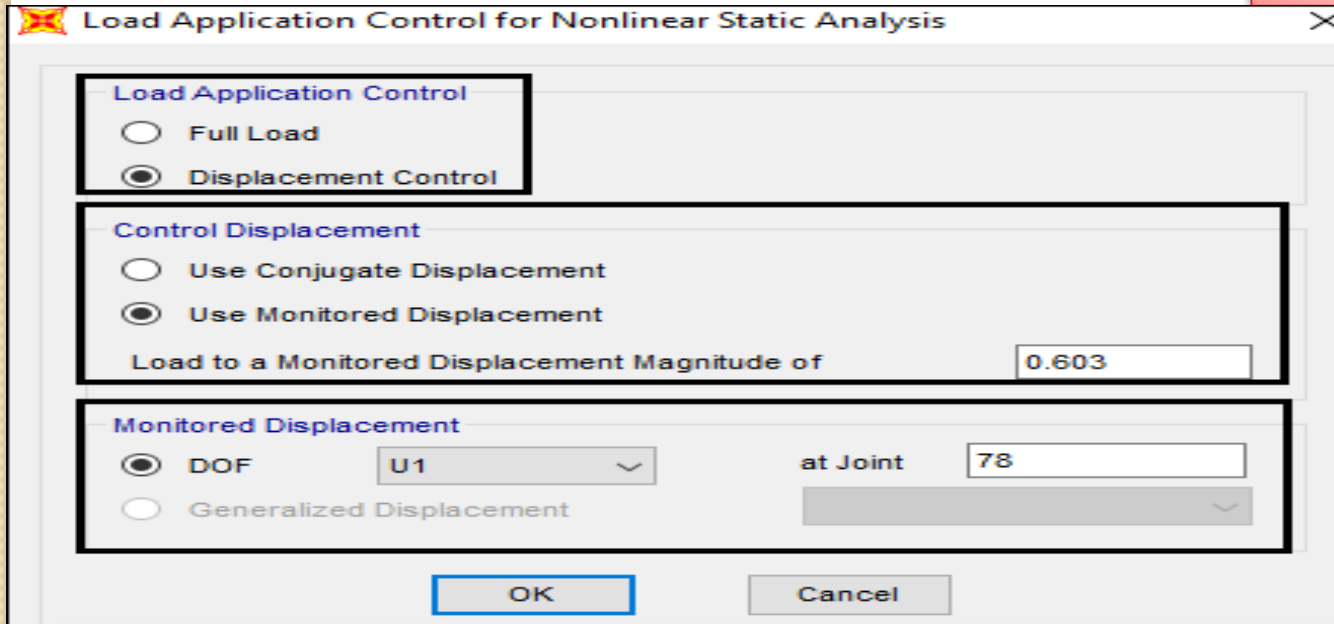 Load Application Control for Nonlinear Static Analysis
Load Application Control
Full Load
Displacement Control
Control Displacement
Use Conjugate Displacement
Use Monitored Displacement
Load to a Monitored Displacement Magnitude of 0.603
Monitored Displacement
DOF U1 at Joint 78
Generalized Displacement
OK Cancel